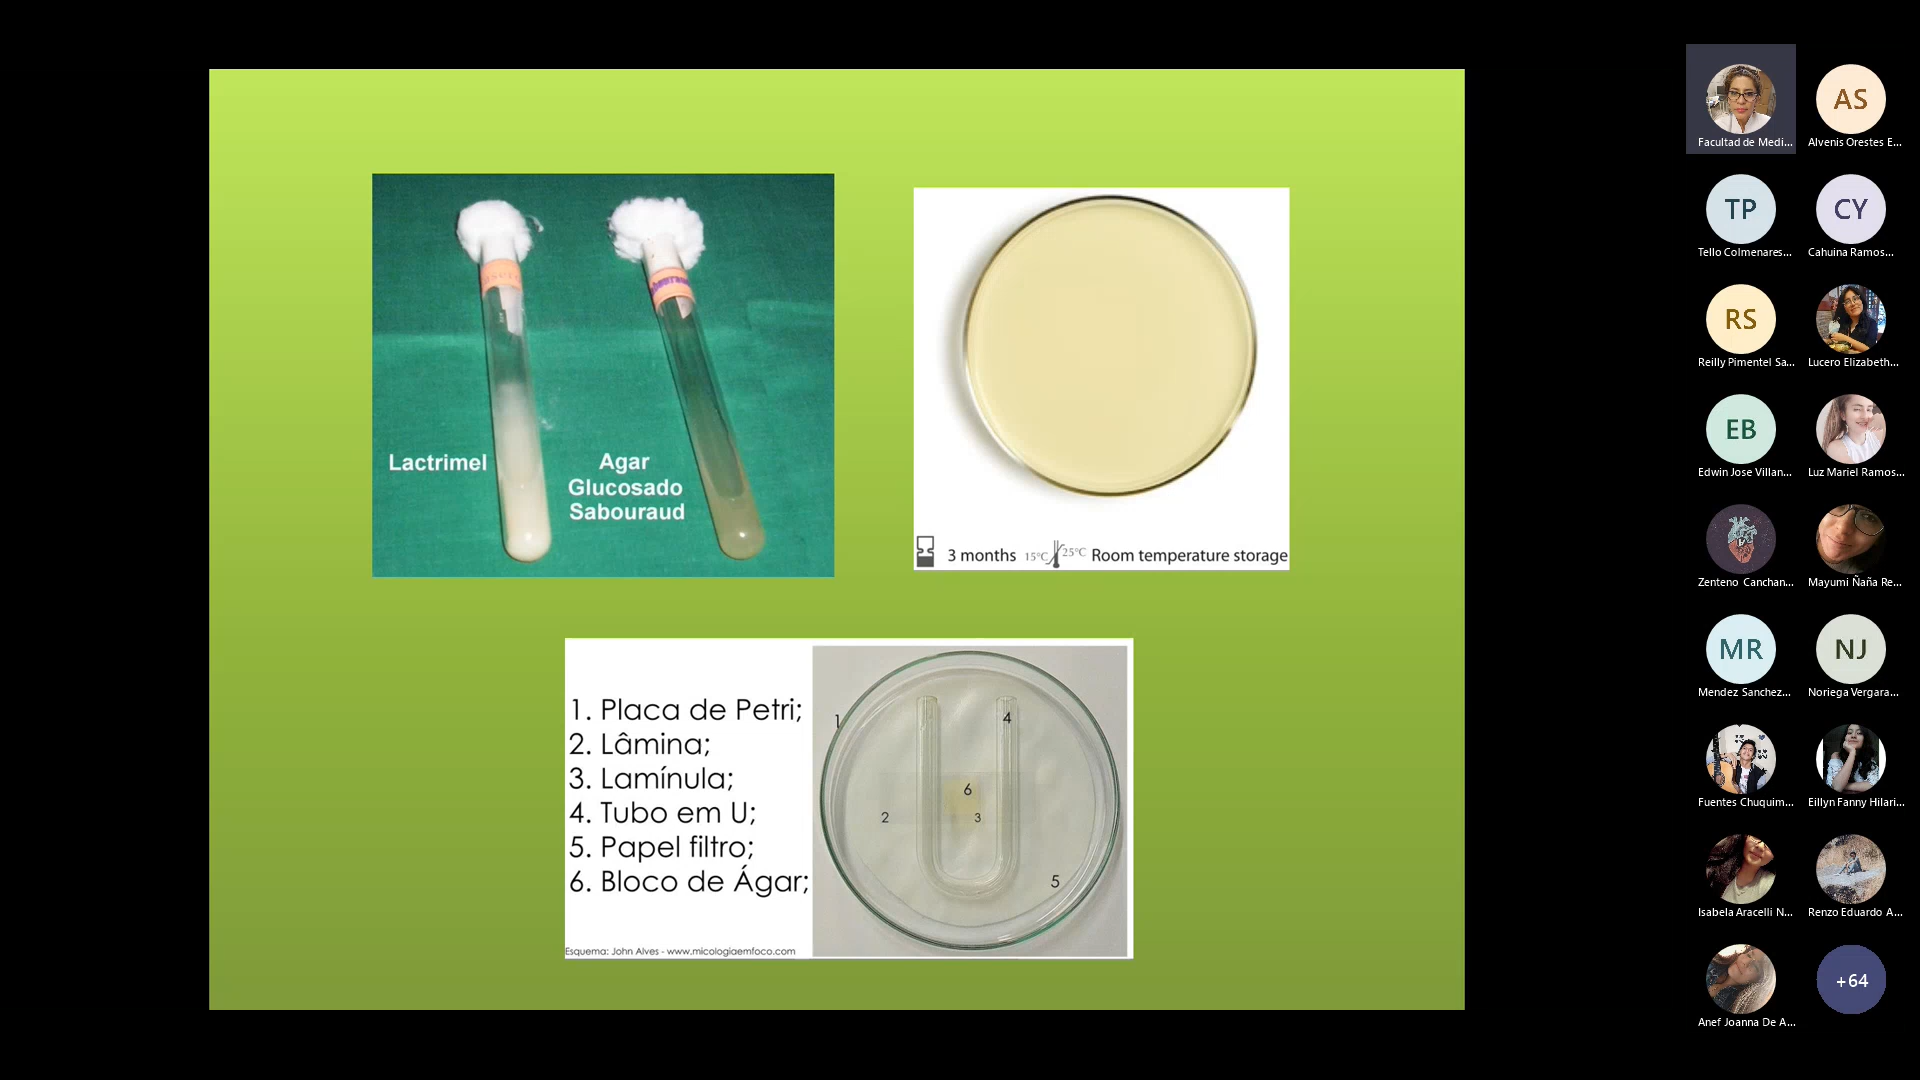 Lactrimel
Agar
Glucosado
Sabouraud
3 months 15°C 25°C Room temperature storage
1. Placa de Petri;
2. Lâmina;
3. Lamínula;
4. Tubo em U;
5. Papel filtro;
6. Bloco de Ágar;
Esquema: John Alves - www.micologiaemfoco.com
1
4
6
2
3
5
Facultad de Medi...
AS
Alvenis Orestes E...
TP
Tello Colmenares...
CY
Cahuina Ramos...
RS
Reilly Pimentel Sa...
Lucero Elizabeth...
EB
Edwin Jose Villan...
Luz Mariel Ramos...
Zenteno Canchan...
Mayumi Ñaña Re...
MR
Mendez Sanchez...
NJ
Noriega Vergara...
Fuentes Chuquim...
Eillyn Fanny Hilari...
Isabela Aracelli N...
Renzo Eduardo A...
Anef Joanna De A...
+64